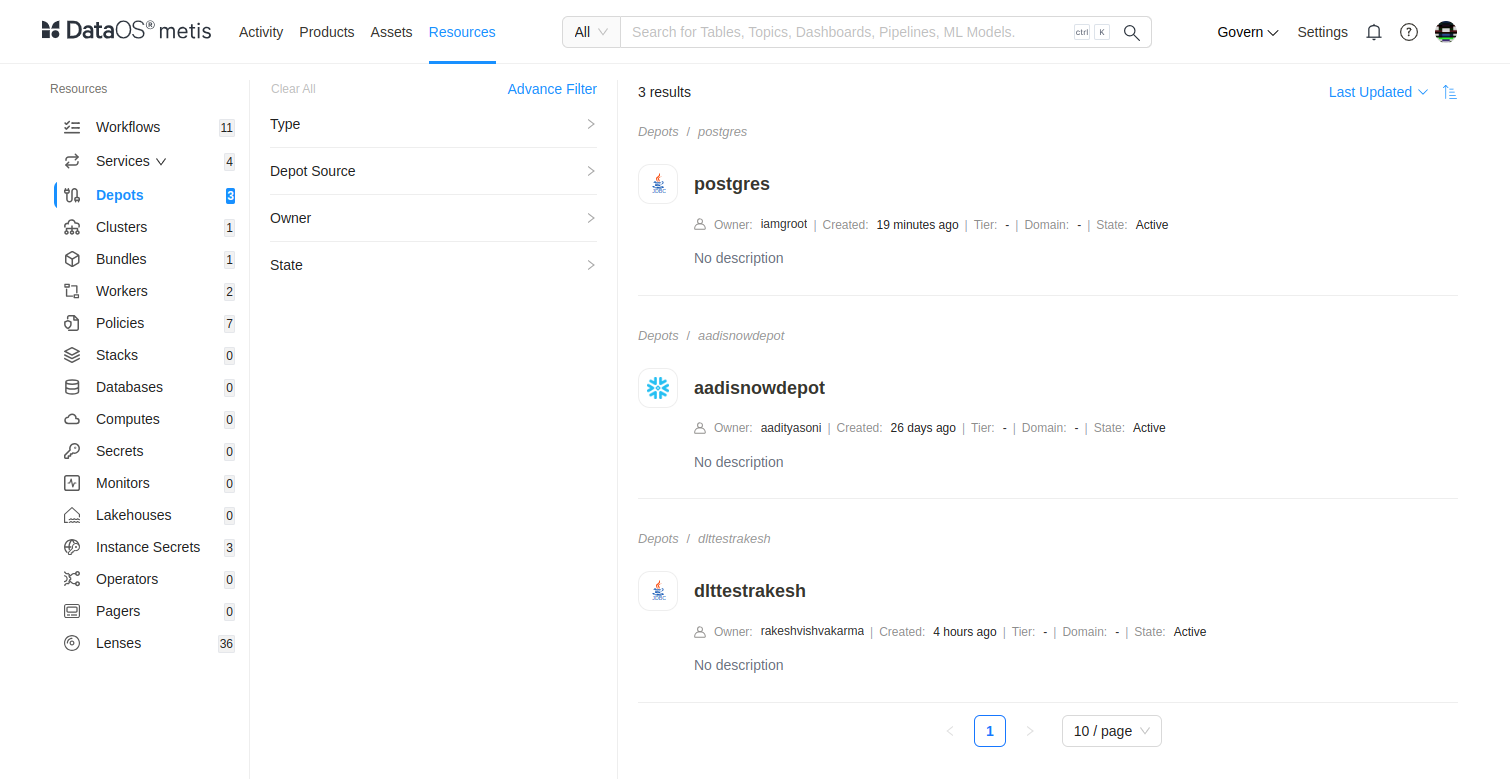 DataOS® metis
Activity Products Assets Resources
All Search for Tables, Topics, Dashboards, Pipelines, ML Models. ctrl K
Govern Settings
Resources
Workflows 11
Services 4
Depots 3
Clusters 1
Bundles 1
Workers 2
Policies 7
Stacks 0
Databases 0
Computes 0
Secrets 0
Monitors 0
Lakehouses 0
Instance Secrets 3
Operators 0
Pagers 0
Lenses 36
Clear All Advance Filter
Type
Depot Source
Owner
State
3 results Last Updated
Depots / postgres
JDBC
postgres
Owner: iamgroot | Created: 19 minutes ago | Tier: - | Domain: - | State: Active
No description
Depots / aadisnowdepot
aadisnowdepot
Owner: aadityasoni | Created: 26 days ago | Tier: - | Domain: - | State: Active
No description
Depots / dlttestrakesh
JDBC
dlttestrakesh
Owner: rakeshvishvakarma | Created: 4 hours ago | Tier: - | Domain: - | State: Active
No description
1 10 / page